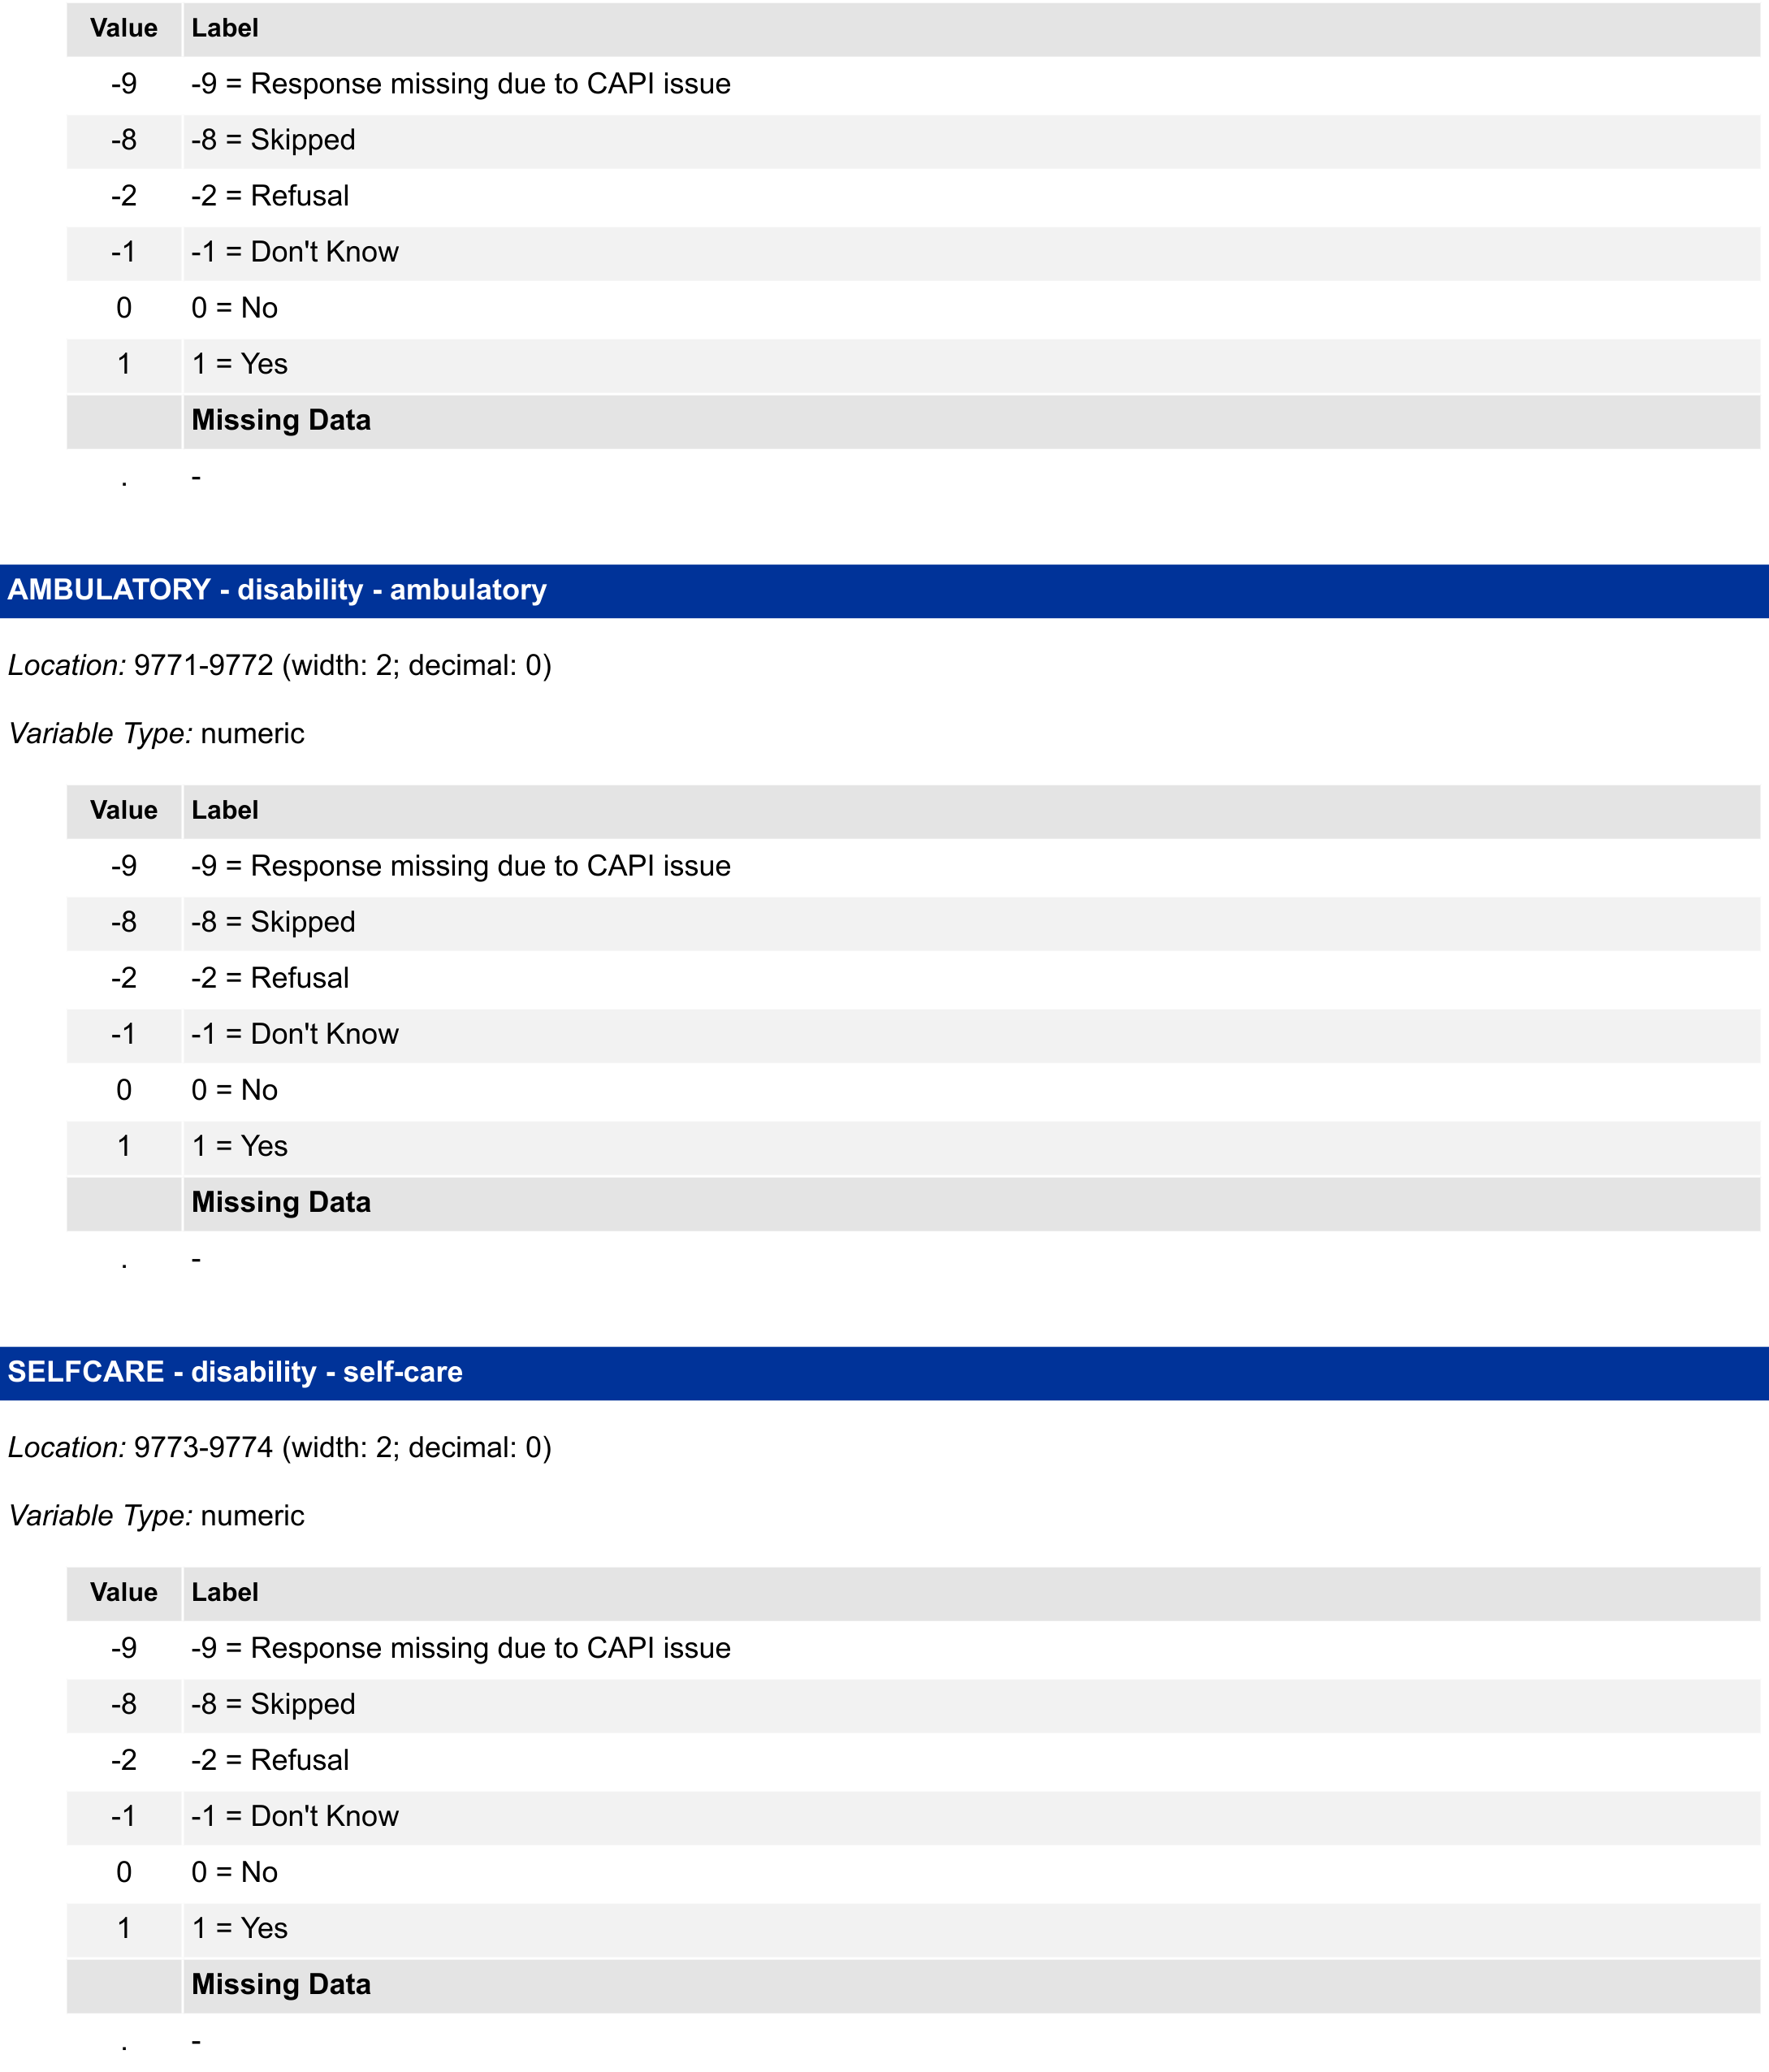 Value Label
-9 -9 = Response missing due to CAPI issue
-8 -8 = Skipped
-2 -2 = Refusal
-1 -1 = Don't Know
0 0 = No
1 1 = Yes
Missing Data
. -
AMBULATORY - disability - ambulatory
Location: 9771-9772 (width: 2; decimal: 0)
Variable Type: numeric
Value Label
-9 -9 = Response missing due to CAPI issue
-8 -8 = Skipped
-2 -2 = Refusal
-1 -1 = Don't Know
0 0 = No
1 1 = Yes
Missing Data
. -
SELFCARE - disability - self-care
Location: 9773-9774 (width: 2; decimal: 0)
Variable Type: numeric
Value Label
-9 -9 = Response missing due to CAPI issue
-8 -8 = Skipped
-2 -2 = Refusal
-1 -1 = Don't Know
0 0 = No
1 1 = Yes
Missing Data
. -